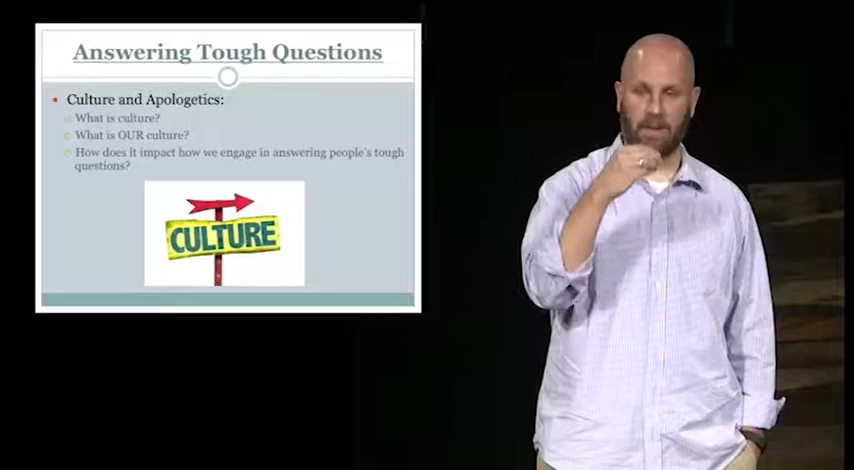 Answering Tough Questions
• Culture and Apologetics:
○ What is culture?
○ What is OUR culture?
○ How does it impact how we engage in answering people's tough
questions?
CULTURE